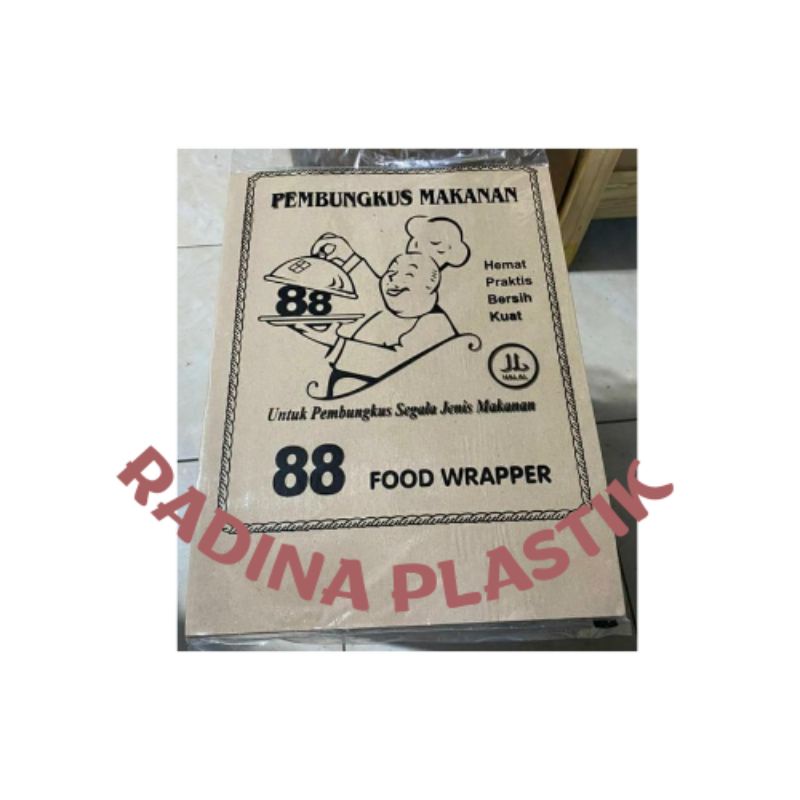 PEMBUNGKUS MAKANAN
88
Hemat
Praktis
Bersih
Kuat
HALAL
Untuk Pembungkus Segala Jenis Makanan
88 FOOD WRAPPER
RADINA PLASTIK